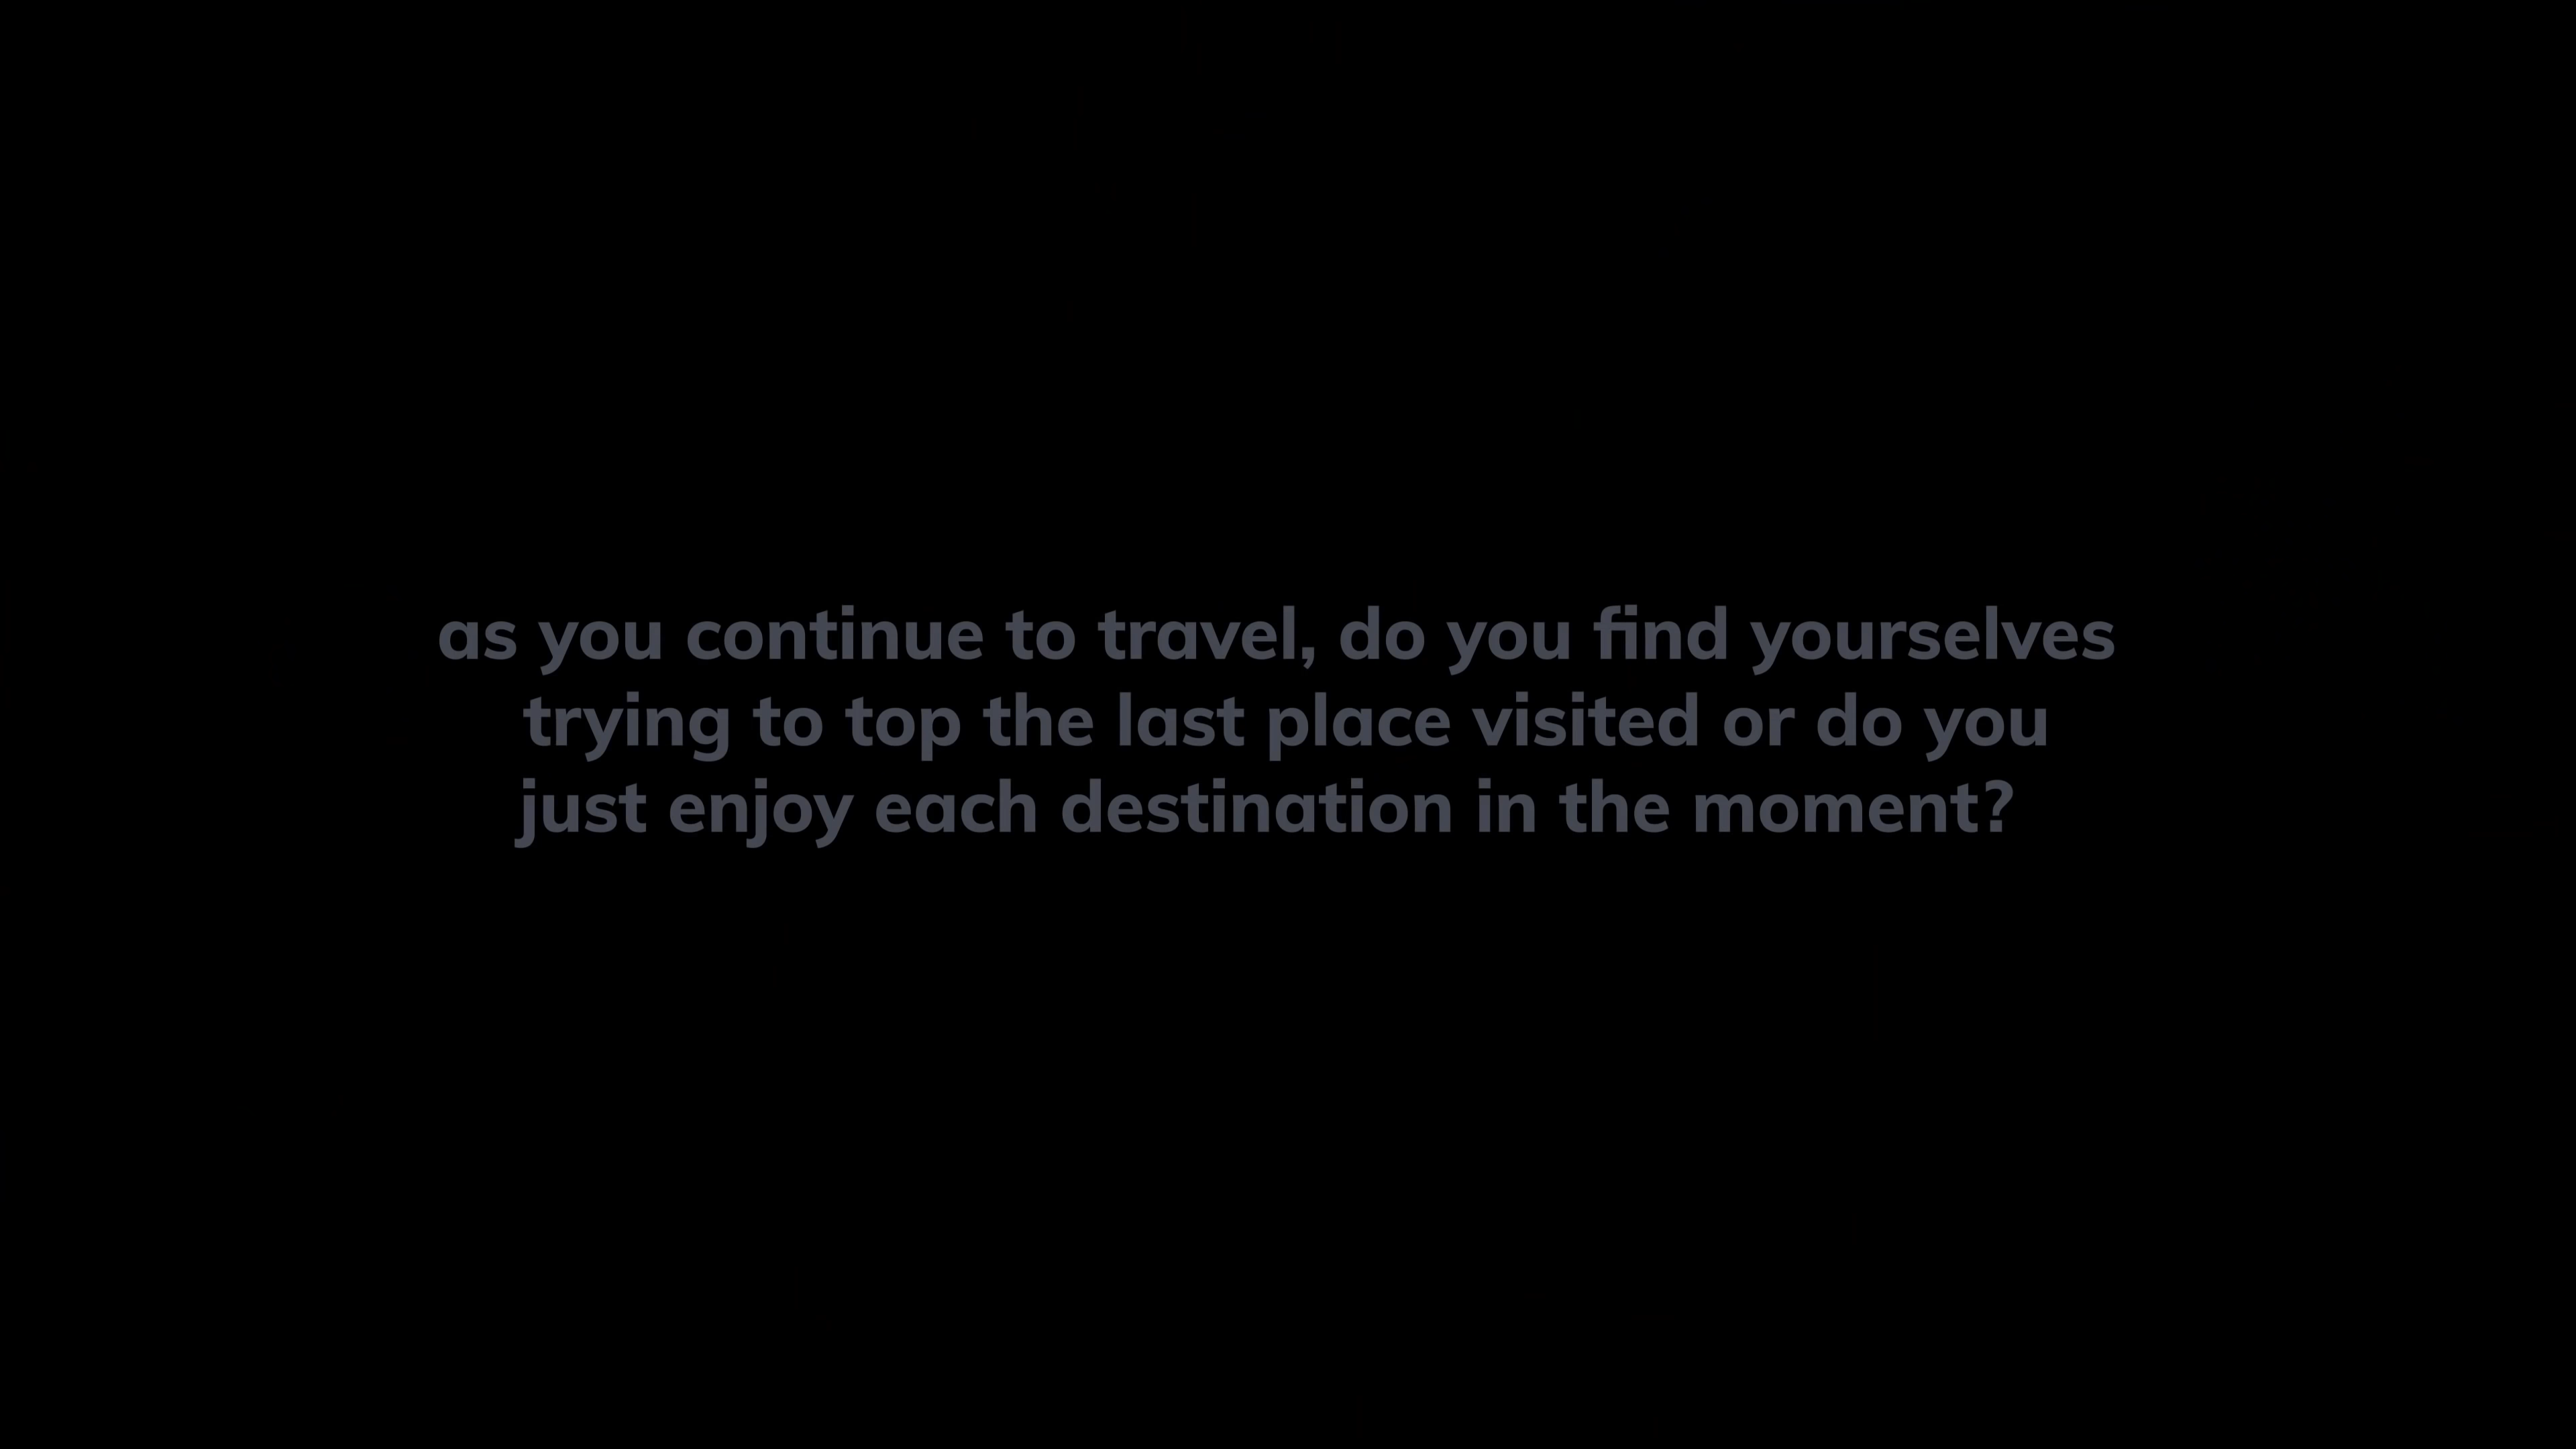 as you continue to travel, do you find yourselves
trying to top the last place visited or do you
just enjoy each destination in the moment?